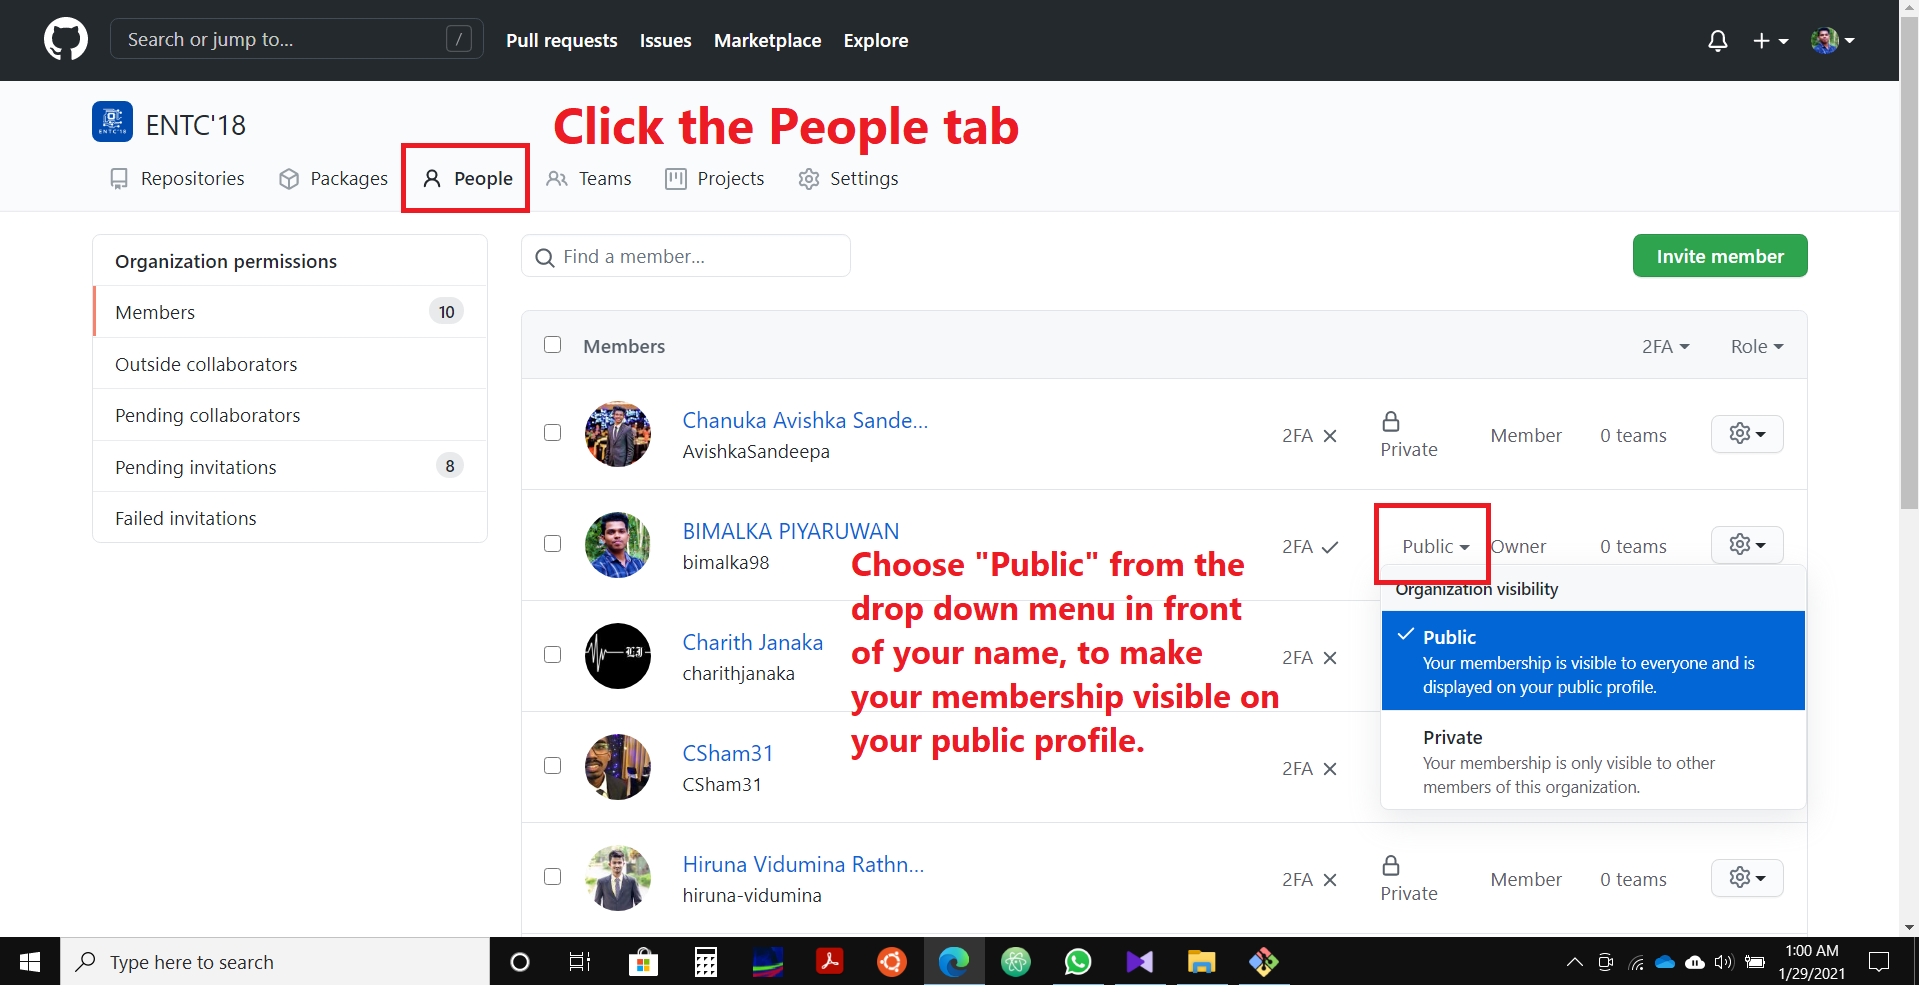 Search or jump to...
/
Pull requests
Issues
Marketplace
Explore
ENTC'18
ENTC'18
Click the People tab
Repositories
Packages
People
Teams
Projects
Settings
Organization permissions
Members
10
Outside collaborators
Pending collaborators
Pending invitations
8
Failed invitations
Find a member...
Invite member
Members
2FA
Role
Chanuka Avishka Sande...
AvishkaSandeepa
2FA
Private
Member
0 teams
BIMALKA PIYARUWAN
bimalka98
2FA
Public
Owner
0 teams
Choose "Public" from the
drop down menu in front
of your name, to make
your membership visible on
your public profile.
Organization visibility
Public
Your membership is visible to everyone and is
displayed on your public profile.
Private
Your membership is only visible to other
members of this organization.
Charith Janaka
charithjanaka
2FA
CSham31
CSham31
2FA
Hiruna Vidumina Rathn...
hiruna-vidumina
2FA
Private
Member
0 teams
Type here to search
1:00 AM
1/29/2021